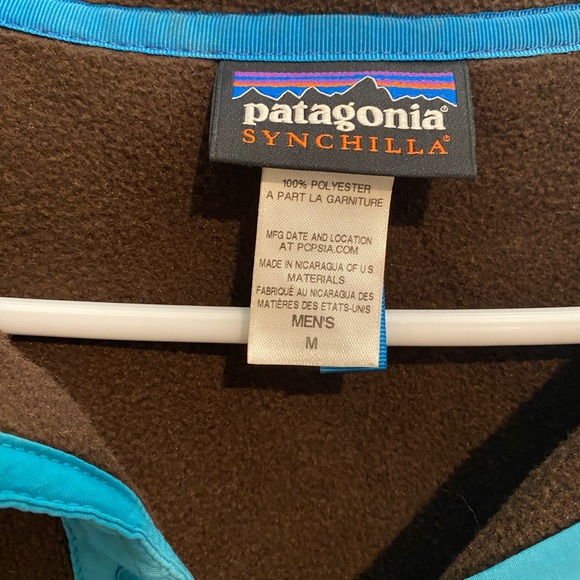 patagonia®
SYNCHILLA®
100% POLYESTER
A PART LA GARNITURE
MFG DATE AND LOCATION
AT PCPSIA.COM
MADE IN NICARAGUA OF U.S.
MATERIALS
FABRIQUÉ AU NICARAGUA DES
MATIÈRES DES ETATS-UNIS
MEN'S
M